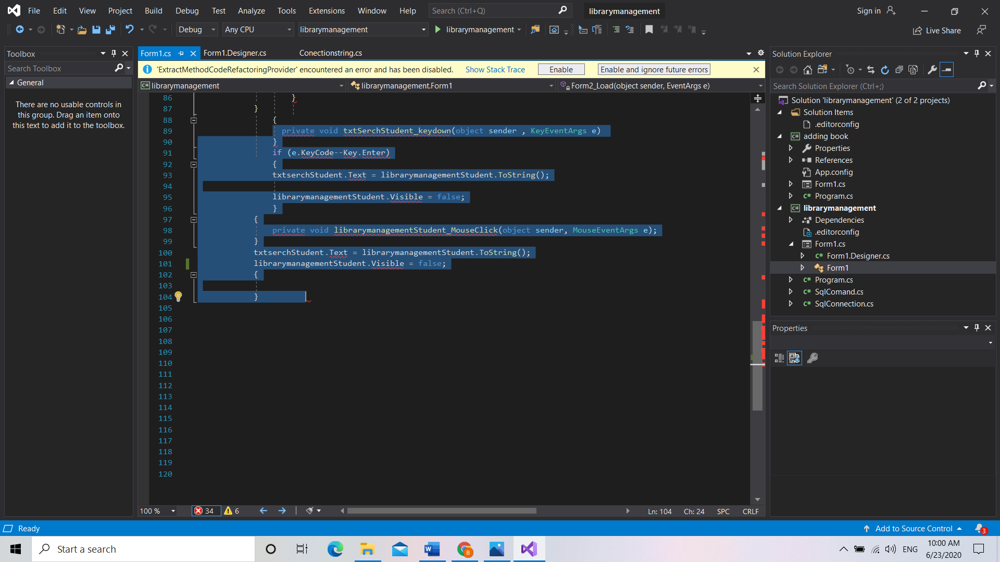 File Edit View Project Build Debug Test Analyze Tools Extensions Window Help Search (Ctrl+Q) librarymanagement Sign in
Debug Any CPU librarymanagement librarymanagement Live Share
Toolbox
Search Toolbox
General
There are no usable controls in
this group. Drag an item onto
this text to add it to the toolbox.
Form1.cs Form1.Designer.cs Conectionstring.cs
'ExtractMethodCodeRefactoringProvider' encountered an error and has been disabled. Show Stack Trace Enable Enable and ignore future errors
librarymanagement librarymanagement.Form1 Form2_Load(object sender, EventArgs e)
86 }
87 }
88 {
89 private void txtSerchStudent_keydown(object sender , KeyEventArgs e)
90 }
91 if (e.KeyCode--Key.Enter)
92 {
93 txtserchStudent.Text = librarymanagementStudent.ToString();
94
95 librarymanagementStudent.Visible = false;
96 }
97 {
98 private void librarymanagementStudent_MouseClick(object sender, MouseEventArgs e);
99 }
100 txtserchStudent.Text = librarymanagementStudent.ToString();
101 librarymanagementStudent.Visible = false;
102 {
103
104 }
105
106
107
108
109
110
111
112
113
114
115
116
117
118
119
120
100 % 34 6 Ln: 104 Ch: 24 SPC CRLF
Solution Explorer
Search Solution Explorer (Ctrl+;)
Solution 'librarymanagement' (2 of 2 projects)
Solution Items
.editorconfig
C# adding book
Properties
References
App.config
Form1.cs
C# Program.cs
C# librarymanagement
Dependencies
.editorconfig
Form1.cs
C# Form1.Designer.cs
Form1
C# Program.cs
C# SqlComand.cs
C# SqlConnection.cs
Properties
Ready Add to Source Control 3
Start a search ENG 10:00 AM
6/23/2020